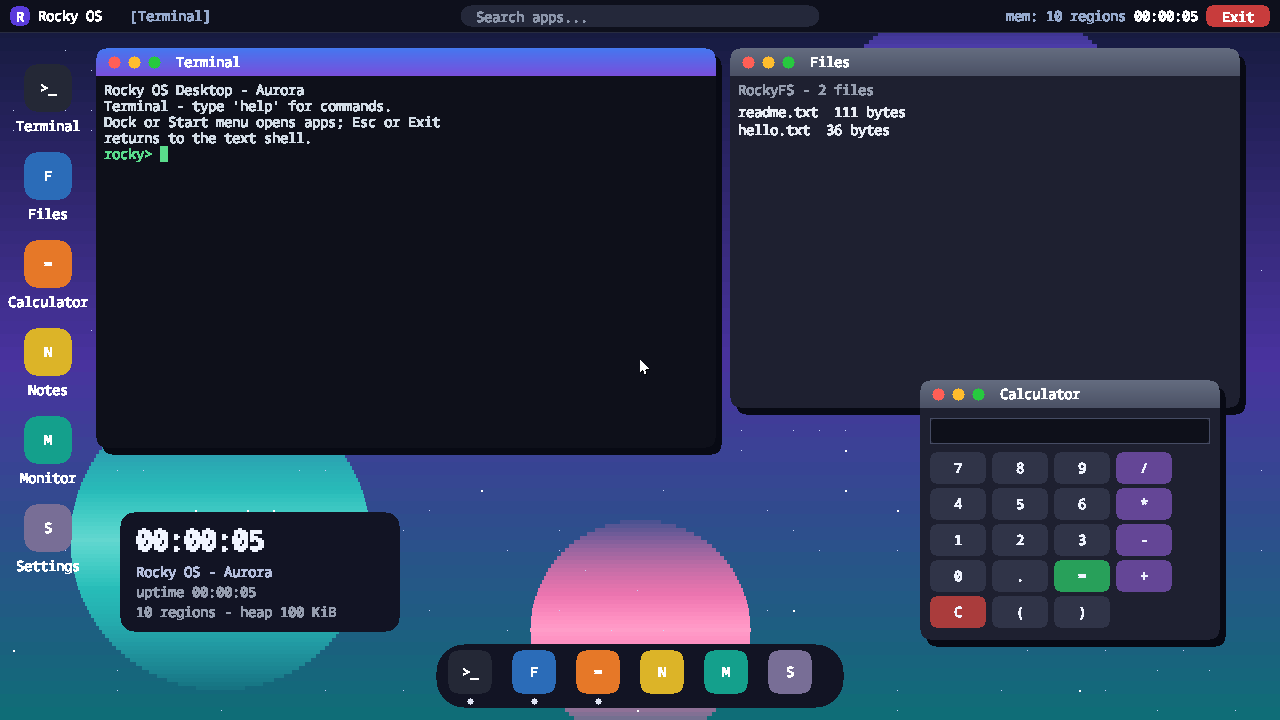 R Rocky OS [Terminal] Search apps... mem: 10 regions 00:00:05 Exit
>_
Terminal
F
Files
=
Calculator
N
Notes
M
Monitor
S
Settings
Terminal
Rocky OS Desktop - Aurora
Terminal - type 'help' for commands.
Dock or Start menu opens apps; Esc or Exit
returns to the text shell.
rocky>
Files
RockyFS - 2 files
readme.txt 111 bytes
hello.txt 36 bytes
Calculator
7 8 9 /
4 5 6 *
1 2 3 -
0 . = +
C ( )
00:00:05
Rocky OS - Aurora
uptime 00:00:05
10 regions - heap 100 KiB
>_ F = N M S